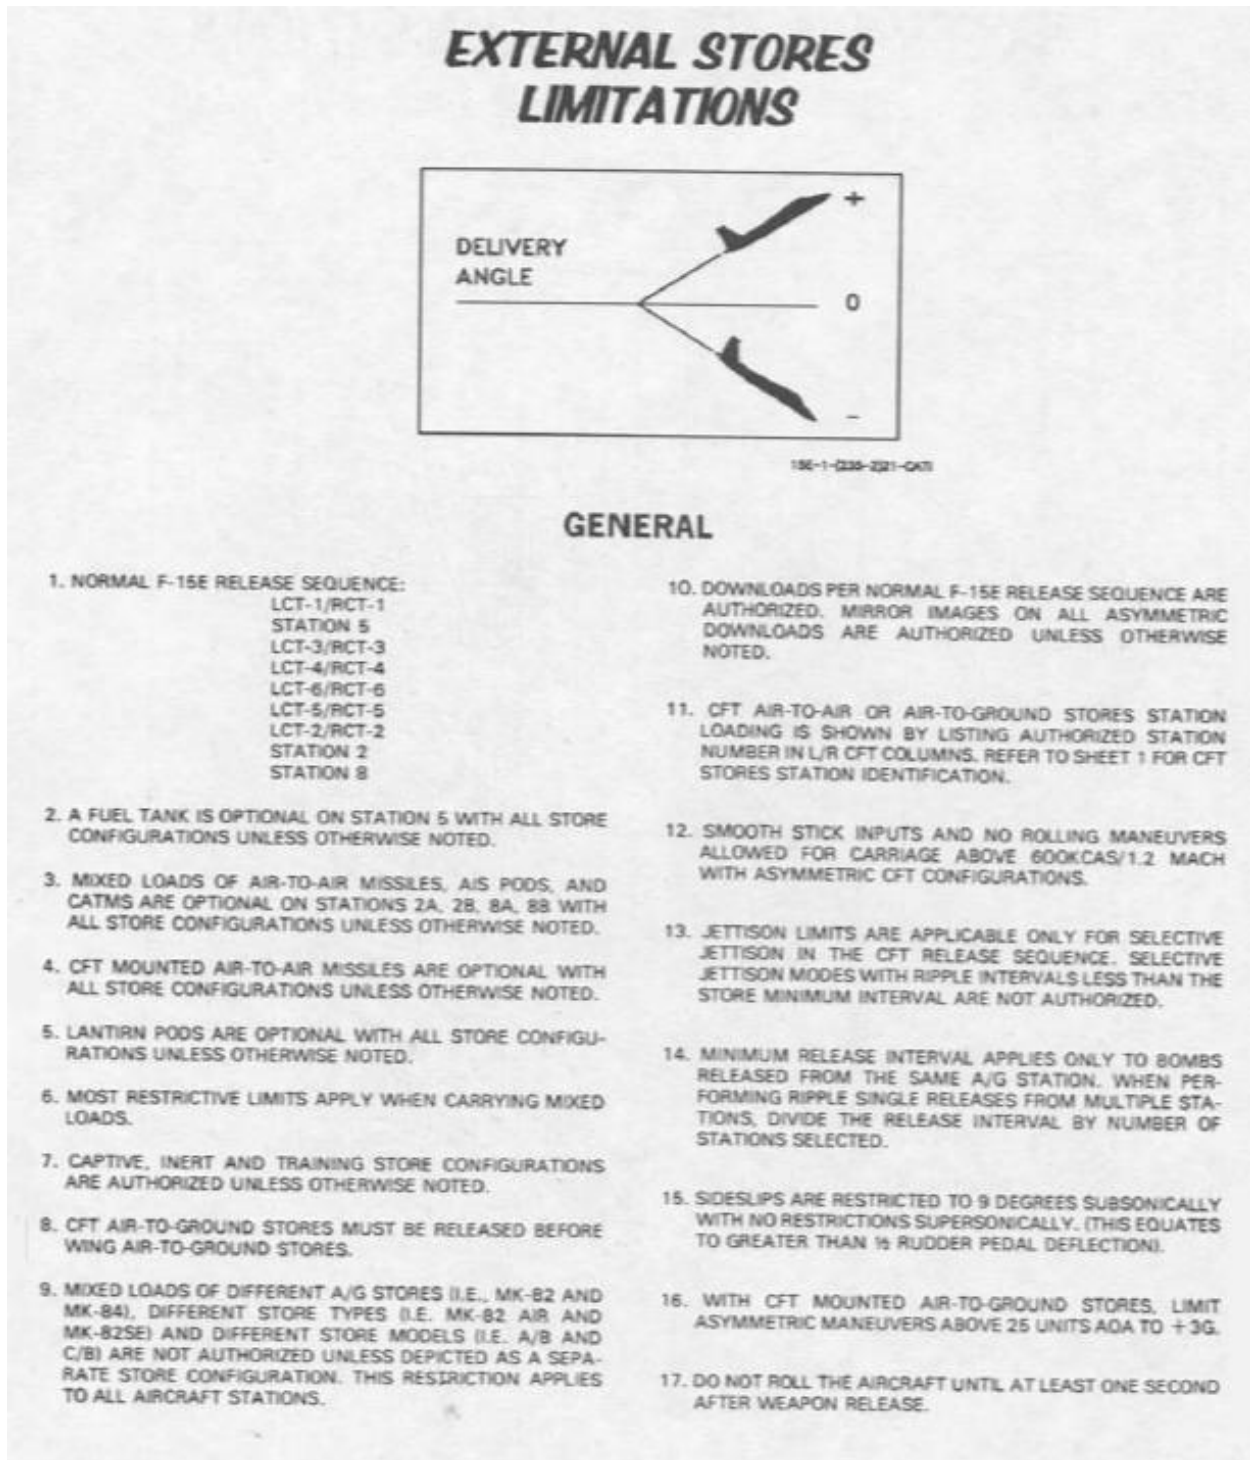 EXTERNAL STORES
LIMITATIONS
DELIVERY
ANGLE
+
0
-
15E-1-(235-2)21-CATI
GENERAL
1. NORMAL F-15E RELEASE SEQUENCE:
LCT-1/RCT-1
STATION 5
LCT-3/RCT-3
LCT-4/RCT-4
LCT-6/RCT-6
LCT-5/RCT-5
LCT-2/RCT-2
STATION 2
STATION 8
2. A FUEL TANK IS OPTIONAL ON STATION 5 WITH ALL STORE
CONFIGURATIONS UNLESS OTHERWISE NOTED.
3. MIXED LOADS OF AIR-TO-AIR MISSILES, AIS PODS, AND
CATMS ARE OPTIONAL ON STATIONS 2A, 2B, 8A, 8B WITH
ALL STORE CONFIGURATIONS UNLESS OTHERWISE NOTED.
4. CFT MOUNTED AIR-TO-AIR MISSILES ARE OPTIONAL WITH
ALL STORE CONFIGURATIONS UNLESS OTHERWISE NOTED.
5. LANTIRN PODS ARE OPTIONAL WITH ALL STORE CONFIGU-
RATIONS UNLESS OTHERWISE NOTED.
6. MOST RESTRICTIVE LIMITS APPLY WHEN CARRYING MIXED
LOADS.
7. CAPTIVE, INERT AND TRAINING STORE CONFIGURATIONS
ARE AUTHORIZED UNLESS OTHERWISE NOTED.
8. CFT AIR-TO-GROUND STORES MUST BE RELEASED BEFORE
WING AIR-TO-GROUND STORES.
9. MIXED LOADS OF DIFFERENT A/G STORES (I.E., MK-82 AND
MK-84), DIFFERENT STORE TYPES (I.E. MK-82 AIR AND
MK-82SE) AND DIFFERENT STORE MODELS (I.E. A/B AND
C/B) ARE NOT AUTHORIZED UNLESS DEPICTED AS A SEPA-
RATE STORE CONFIGURATION. THIS RESTRICTION APPLIES
TO ALL AIRCRAFT STATIONS.
10. DOWNLOADS PER NORMAL F-15E RELEASE SEQUENCE ARE
AUTHORIZED. MIRROR IMAGES ON ALL ASYMMETRIC
DOWNLOADS ARE AUTHORIZED UNLESS OTHERWISE
NOTED.
11. CFT AIR-TO-AIR OR AIR-TO-GROUND STORES STATION
LOADING IS SHOWN BY LISTING AUTHORIZED STATION
NUMBER IN L/R CFT COLUMNS. REFER TO SHEET 1 FOR CFT
STORES STATION IDENTIFICATION.
12. SMOOTH STICK INPUTS AND NO ROLLING MANEUVERS
ALLOWED FOR CARRIAGE ABOVE 600KCAS/1.2 MACH
WITH ASYMMETRIC CFT CONFIGURATIONS.
13. JETTISON LIMITS ARE APPLICABLE ONLY FOR SELECTIVE
JETTISON IN THE CFT RELEASE SEQUENCE. SELECTIVE
JETTISON MODES WITH RIPPLE INTERVALS LESS THAN THE
STORE MINIMUM INTERVAL ARE NOT AUTHORIZED.
14. MINIMUM RELEASE INTERVAL APPLIES ONLY TO BOMBS
RELEASED FROM THE SAME A/G STATION. WHEN PER-
FORMING RIPPLE SINGLE RELEASES FROM MULTIPLE STA-
TIONS, DIVIDE THE RELEASE INTERVAL BY NUMBER OF
STATIONS SELECTED.
15. SIDESLIPS ARE RESTRICTED TO 9 DEGREES SUBSONICALLY
WITH NO RESTRICTIONS SUPERSONICALLY. (THIS EQUATES
TO GREATER THAN ½ RUDDER PEDAL DEFLECTION).
16. WITH CFT MOUNTED AIR-TO-GROUND STORES, LIMIT
ASYMMETRIC MANEUVERS ABOVE 25 UNITS AOA TO +3G.
17. DO NOT ROLL THE AIRCRAFT UNTIL AT LEAST ONE SECOND
AFTER WEAPON RELEASE.